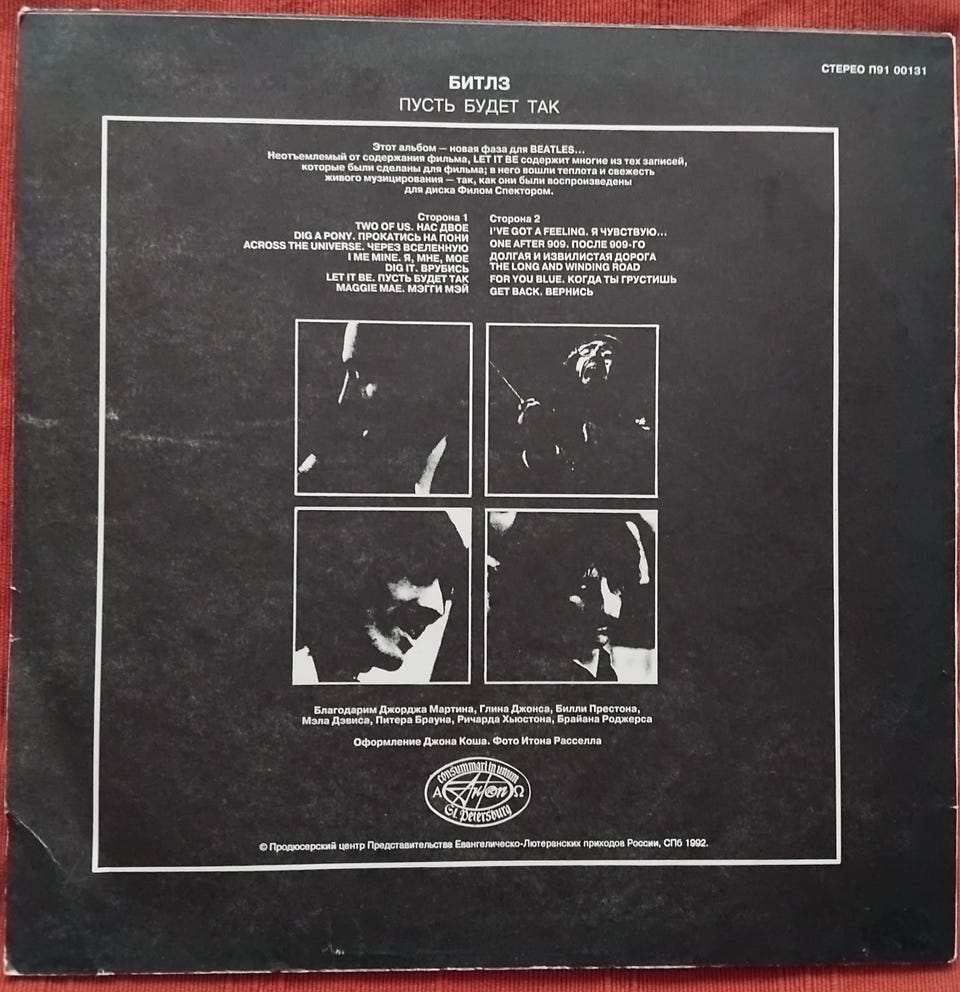 СТЕРЕО П91 00131
БИТЛЗ
ПУСТЬ БУДЕТ ТАК
Этот альбом — новая фаза для BEATLES...
Неотъемлемый от содержания фильма, LET IT BE содержит многие из тех записей,
которые были сделаны для фильма; в него вошли теплота и свежесть
живого музицирования — так, как они были воспроизведены
для диска Филом Спектором.
Сторона 1
TWO OF US. НАС ДВОЕ
DIG A PONY. ПРОКАТИСЬ НА ПОНИ
ACROSS THE UNIVERSE. ЧЕРЕЗ ВСЕЛЕННУЮ
I ME MINE. Я, МНЕ, МОЕ
DIG IT. ВРУБИСЬ
LET IT BE. ПУСТЬ БУДЕТ ТАК
MAGGIE MAE. МЭГГИ МЭЙ
Сторона 2
I'VE GOT A FEELING. Я ЧУВСТВУЮ...
ONE AFTER 909. ПОСЛЕ 909-ГО
ДОЛГАЯ И ИЗВИЛИСТАЯ ДОРОГА
THE LONG AND WINDING ROAD
FOR YOU BLUE. КОГДА ТЫ ГРУСТИШЬ
GET BACK. ВЕРНИСЬ
Благодарим Джорджа Мартина, Глина Джонса, Билли Престона,
Мэла Дэвиса, Питера Брауна, Ричарда Хьюстона, Брайана Роджерса
Оформление Джона Коша. Фото Итона Расселла
consummari in unum
А Антон Ω
St. Petersburg
© Продюсерский центр Представительства Евангелическо-Лютеранских приходов России, СПб 1992.